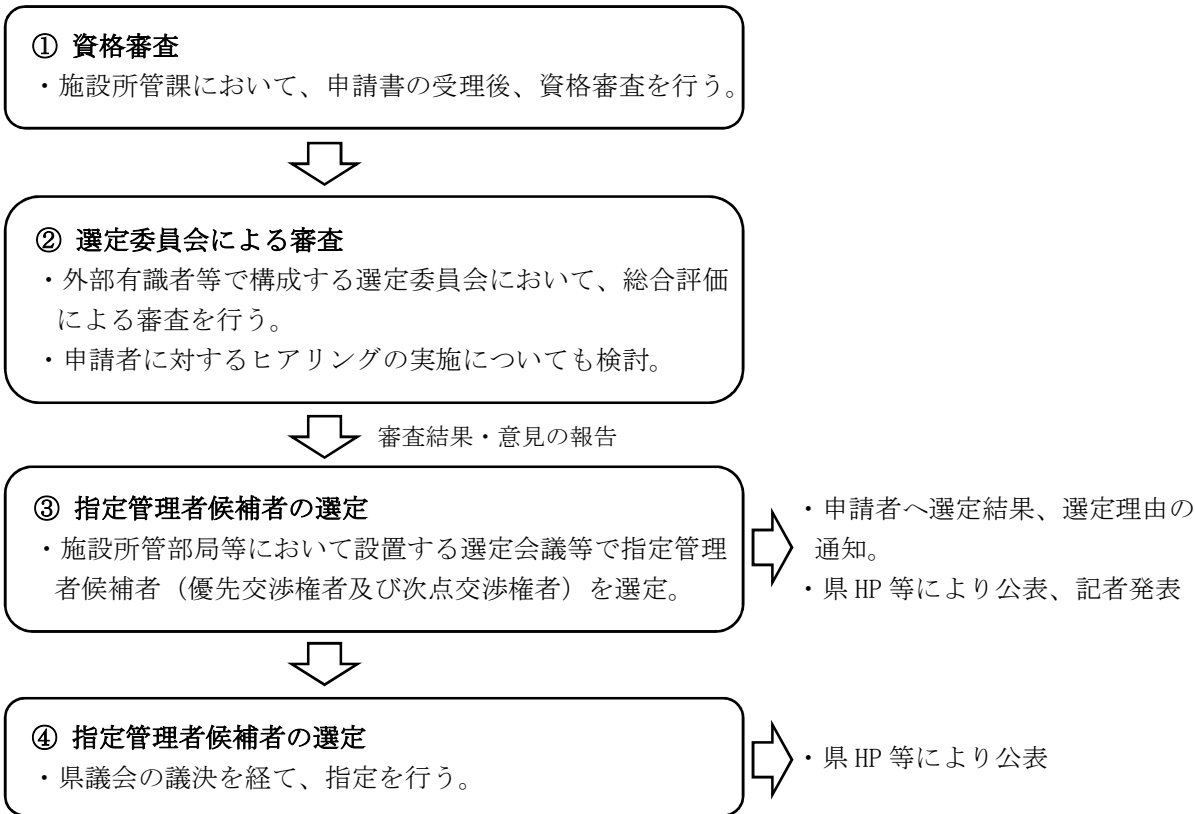 ① 資格審査
・施設所管課において、申請書の受理後、資格審査を行う。
② 選定委員会による審査
・外部有識者等で構成する選定委員会において、総合評価
による審査を行う。
・申請者に対するヒアリングの実施についても検討。
審査結果・意見の報告
③ 指定管理者候補者の選定
・施設所管部局等において設置する選定会議等で指定管理
者候補者（優先交渉権者及び次点交渉権者）を選定。
・申請者へ選定結果、選定理由の
通知。
・県 HP 等により公表、記者発表
④ 指定管理者候補者の選定
・県議会の議決を経て、指定を行う。
・県 HP 等により公表